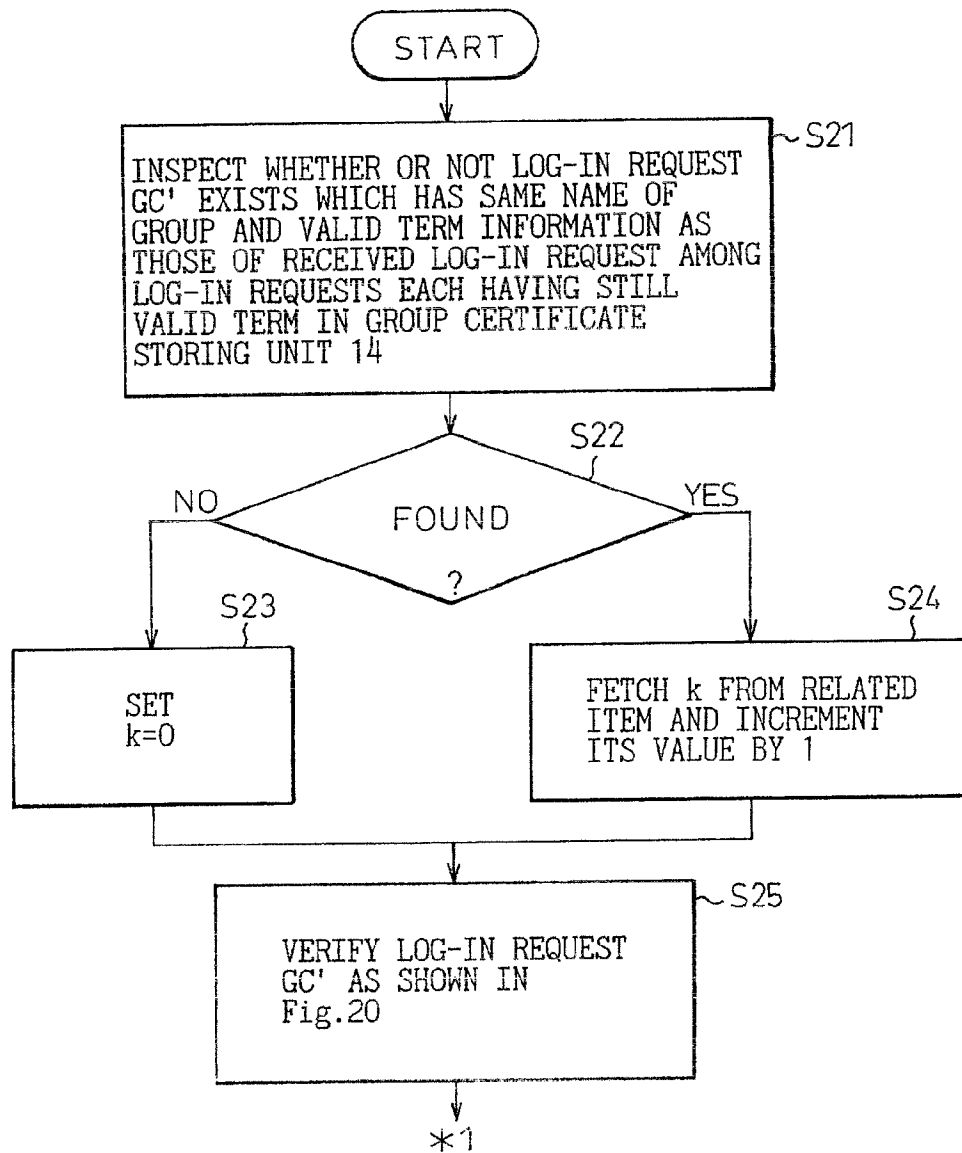 START
S21
INSPECT WHETHER OR NOT LOG-IN REQUEST
GC' EXISTS WHICH HAS SAME NAME OF
GROUP AND VALID TERM INFORMATION AS
THOSE OF RECEIVED LOG-IN REQUEST AMONG
LOG-IN REQUESTS EACH HAVING STILL
VALID TERM IN GROUP CERTIFICATE
STORING UNIT 14
S22
NO
FOUND
?
YES
S23
SET
k=0
S24
FETCH k FROM RELATED
ITEM AND INCREMENT
ITS VALUE BY 1
S25
VERIFY LOG-IN REQUEST
GC' AS SHOWN IN
Fig.20
*1